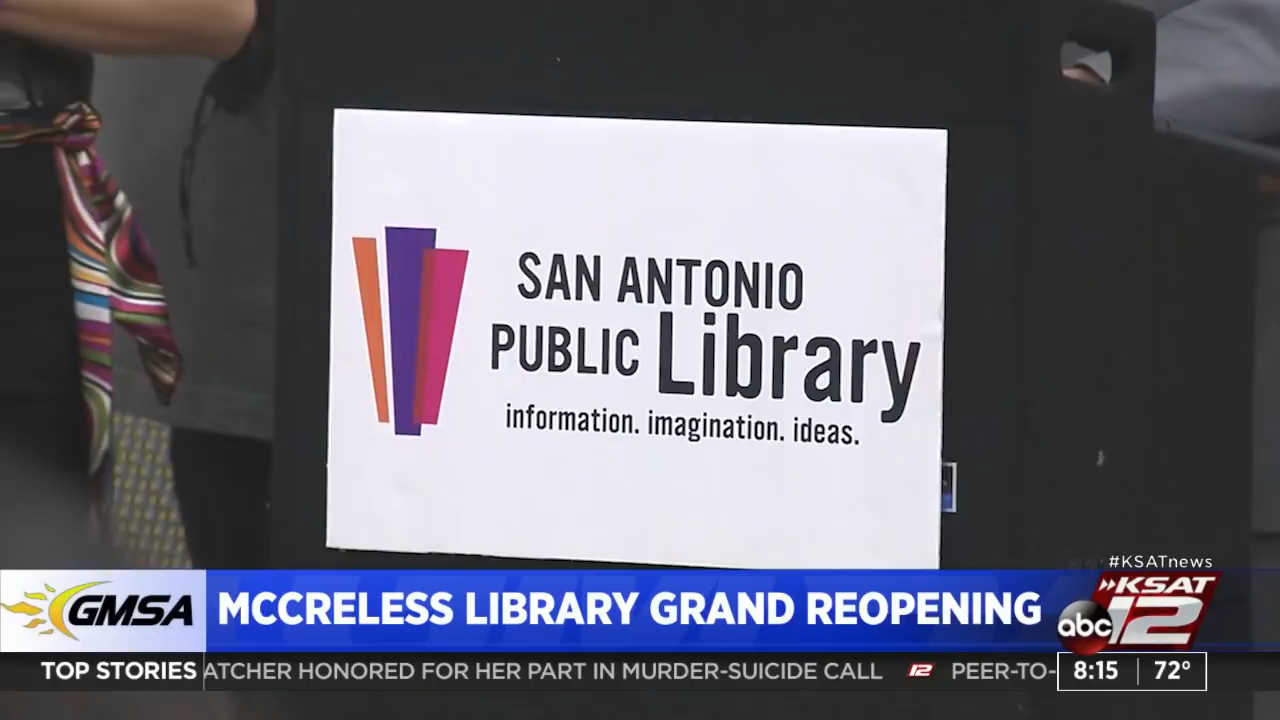 SAN ANTONIO
PUBLIC Library
information. imagination. ideas.
#KSATnews
GMSA
MCCRELESS LIBRARY GRAND REOPENING
abc
KSAT
12
TOP STORIES
ATCHER HONORED FOR HER PART IN MURDER-SUICIDE CALL 12 PEER-TO-
8:15 72°